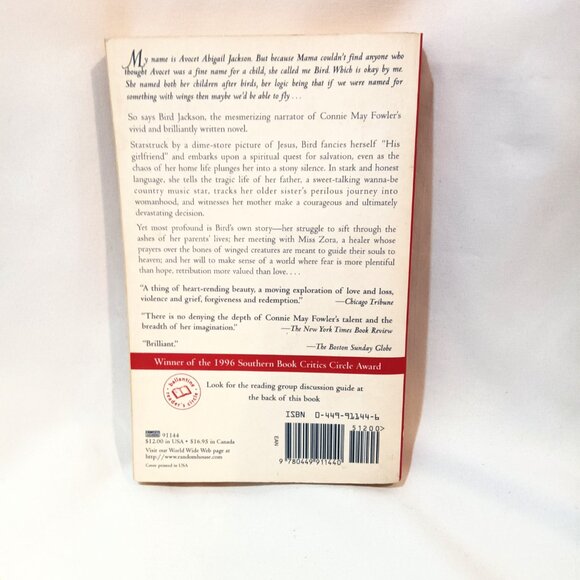 My name is Avocet Abigail Jackson. But because Mama couldn't find anyone who
thought Avocet was a fine name for a child, she called me Bird. Which is okay by me.
She named both her children after birds, her logic being that if we were named for
something with wings then maybe we'd be able to fly . . .
So says Bird Jackson, the mesmerizing narrator of Connie May Fowler's
vivid and brilliantly written novel.
Starstruck by a dime-store picture of Jesus, Bird fancies herself "His
girlfriend" and embarks upon a spiritual quest for salvation, even as the
chaos of her home life plunges her into a stony silence. In stark and honest
language, she tells the tragic life of her father, a sweet-talking wanna-be
country music star, tracks her older sister's perilous journey into
womanhood, and witnesses her mother make a courageous and ultimately
devastating decision.
Yet most profound is Bird's own story—her struggle to sift through the
ashes of her parents' lives; her meeting with Miss Zora, a healer whose
prayers over the bones of winged creatures are meant to guide their souls to
heaven; and her will to make sense of a world where fear is more plentiful
than hope, retribution more valued than love. . . .
"A thing of heart-rending beauty, a moving exploration of love and loss,
violence and grief, forgiveness and redemption."
—Chicago Tribune
"There is no denying the depth of Connie May Fowler's talent and the
breadth of her imagination."
—The New York Times Book Review
"Brilliant."
—The Boston Sunday Globe
Winner of the 1996 Southern Book Critics Circle Award
ballantine
reader's circle
Look for the reading group discussion guide at
the back of this book
ISBN 0-449-91144-6
51200>
EAN
9 780449 911440
91144
$12.00 in USA • $16.95 in Canada
Visit our World Wide Web page at
http://www.randomhouse.com
Cover printed in USA